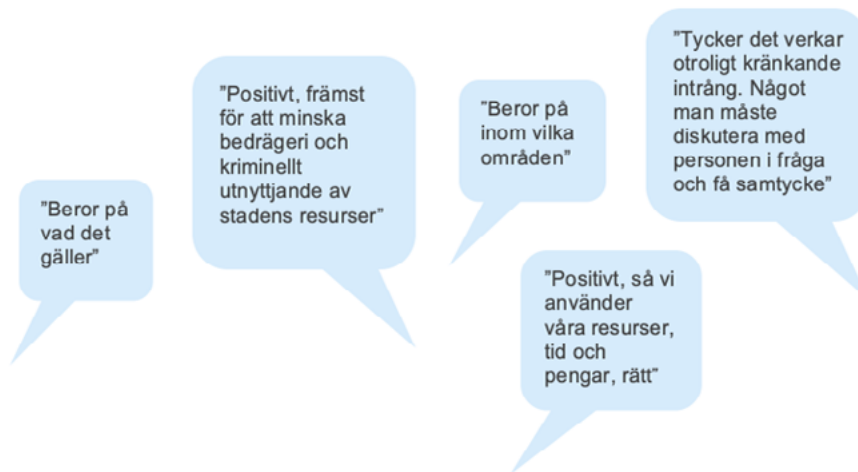 ”Beror på
vad det
gäller”
”Positivt, främst
för att minska
bedrägeri och
kriminellt
utnyttjande av
stadens resurser”
”Beror på
inom vilka
områden”
”Tycker det verkar
otroligt kränkande
intrång. Något
man måste
diskutera med
personen i fråga
och få samtycke”
”Positivt, så vi
använder
våra resurser,
tid och
pengar, rätt”